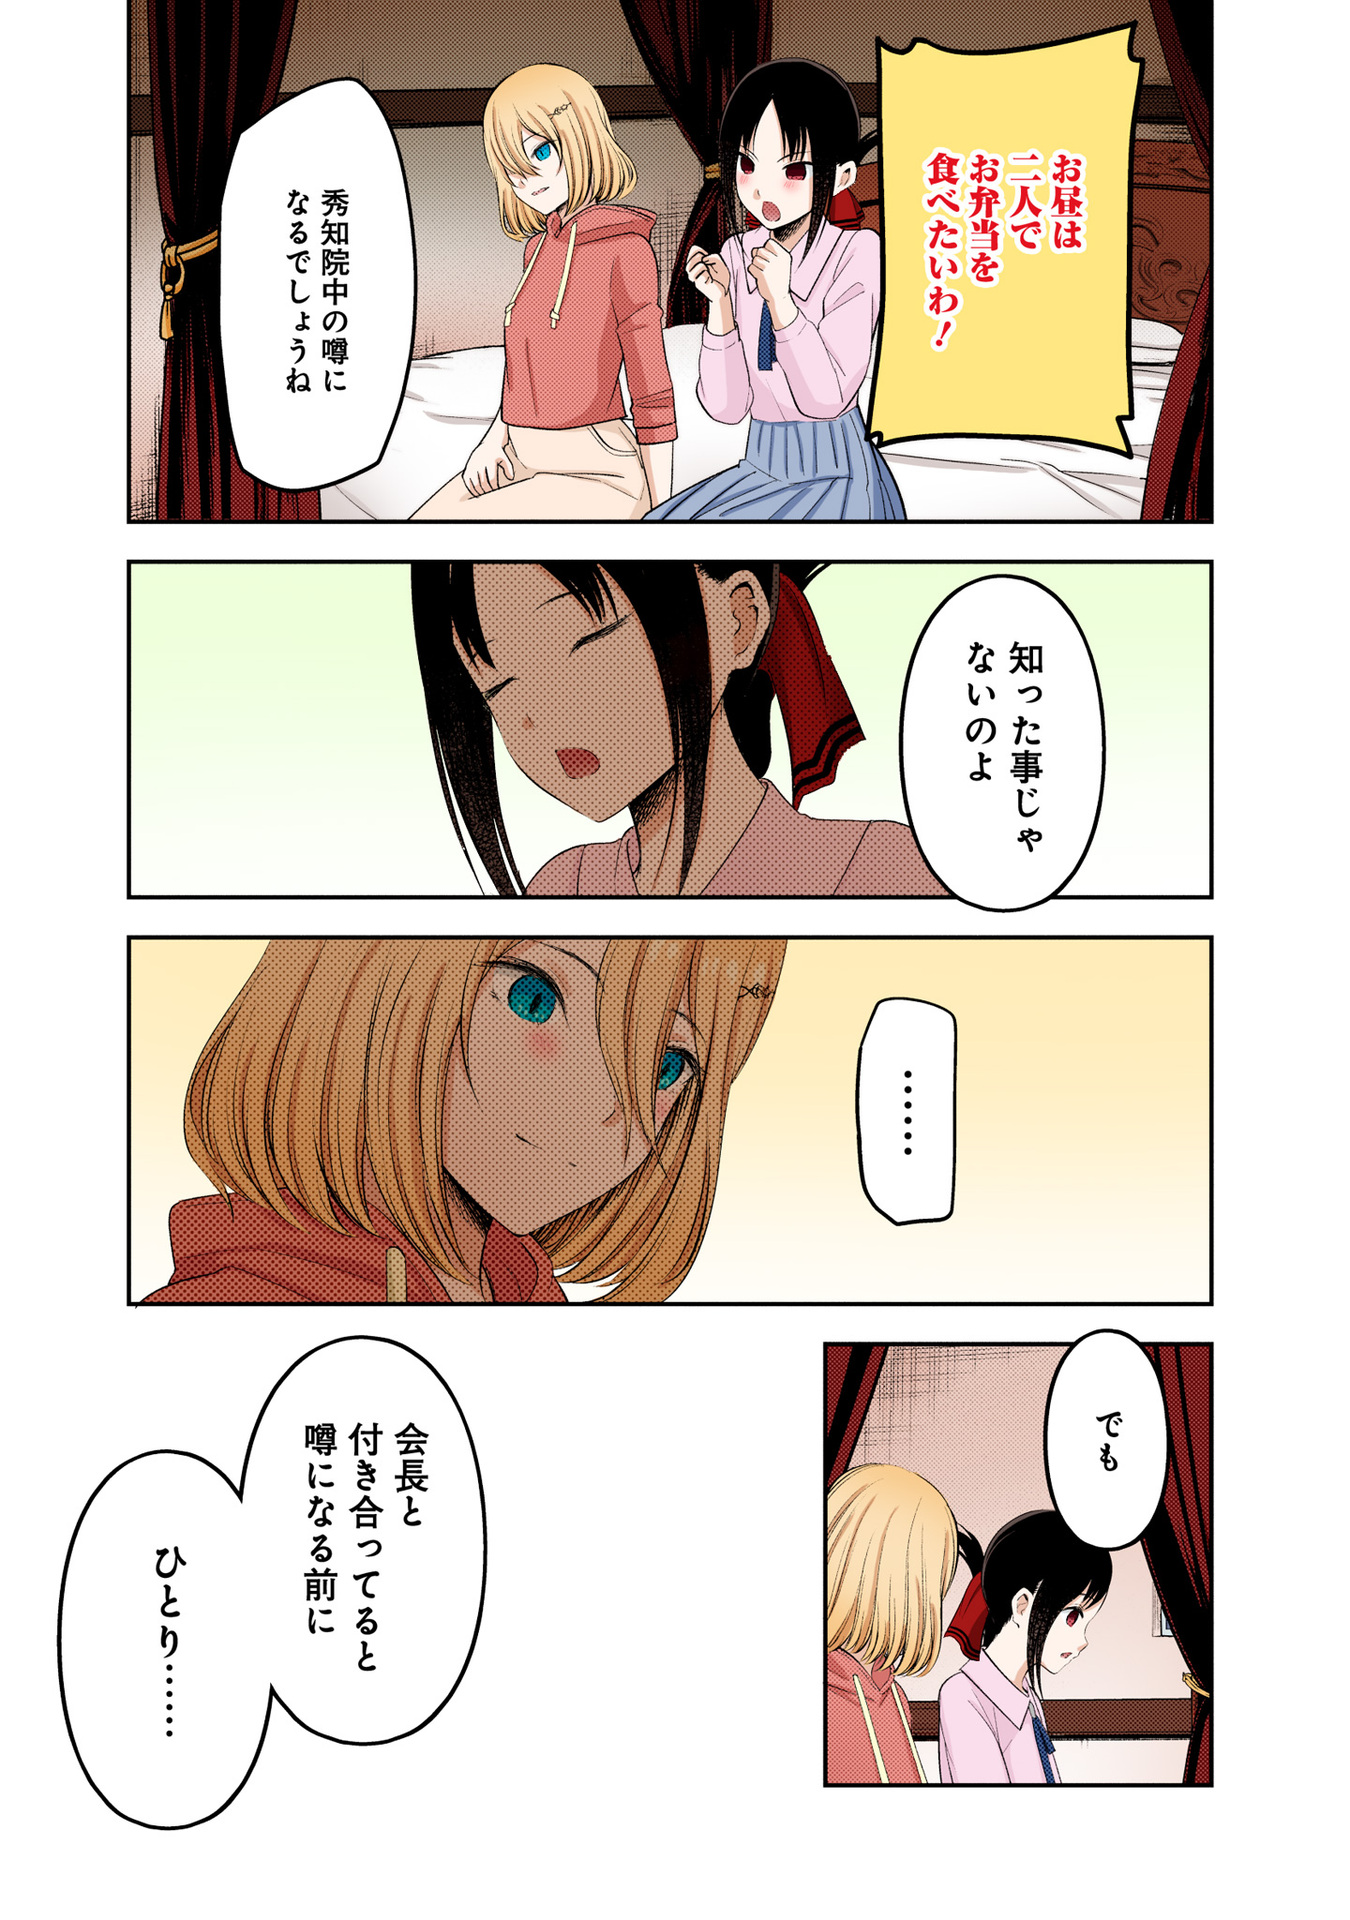 お昼は
二人で
お弁当を
食べたいわ！
秀知院中の噂に
なるでしょうね
知った事じゃ
ないのよ
……
でも
会長と
付き合ってると
噂になる前に
ひとり……